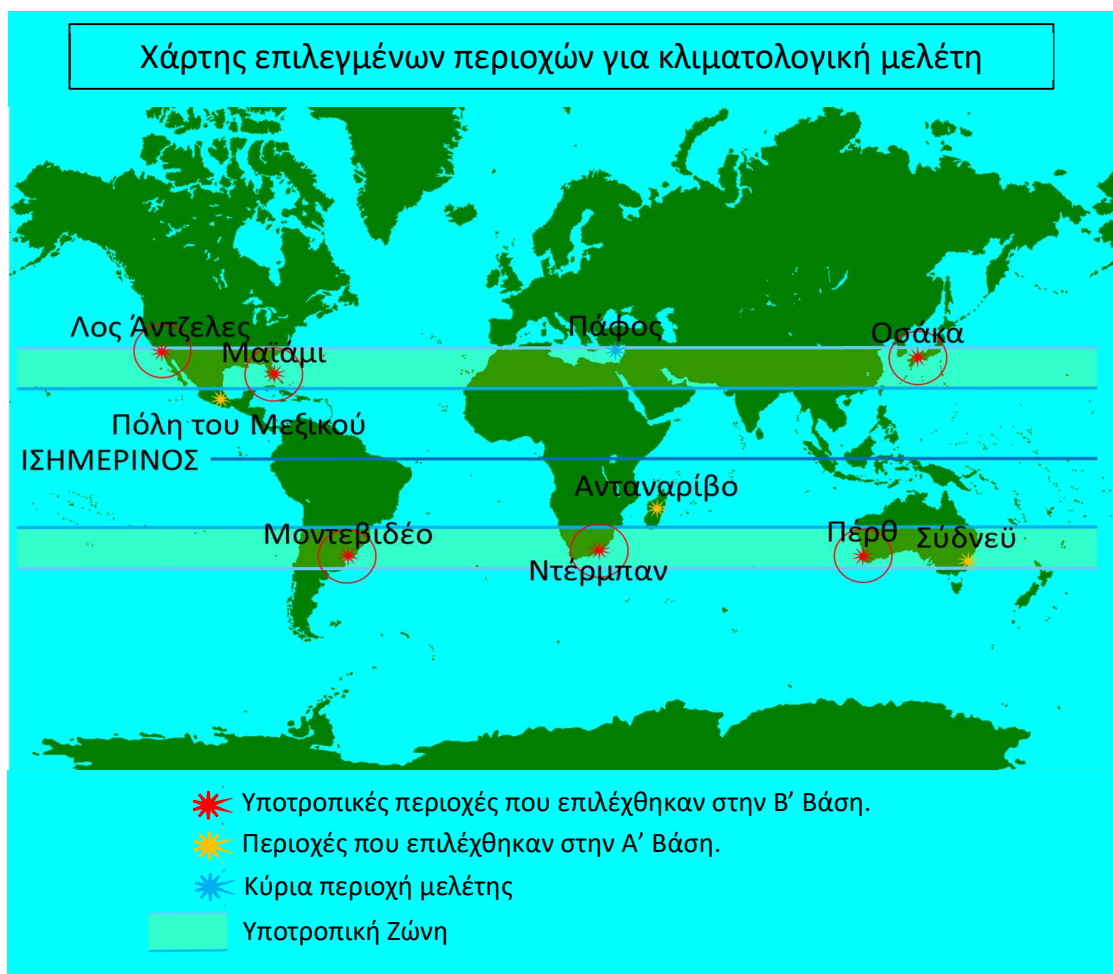 Χάρτης επιλεγμένων περιοχών για κλιματολογική μελέτη
Λος Άντζελες
Μαϊάμι
Πάφος
Οσάκα
Πόλη του Μεξικού
ΙΣΗΜΕΡΙΝΟΣ
Ανταναρίβο
Μοντεβιδέο
Ντέρμπαν
Πέρθ
Σύδνεϋ
Υποτροπικές περιοχές που επιλέχθηκαν στην Β’ Βάση.
Περιοχές που επιλέχθηκαν στην Α’ Βάση.
Κύρια περιοχή μελέτης
Υποτροπική Ζώνη